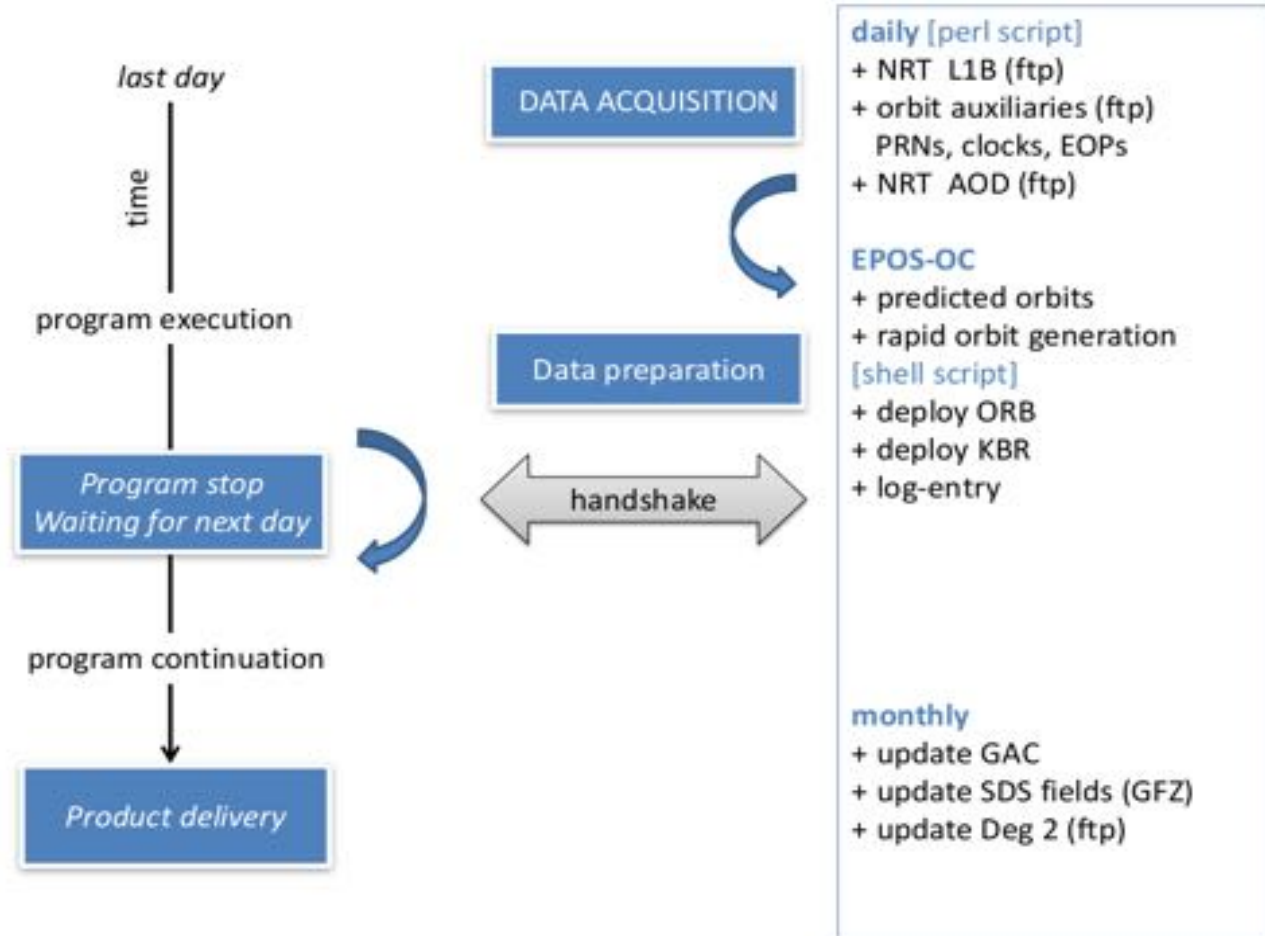 last day
time
program execution
Program stop
Waiting for next day
program continuation
Product delivery
DATA ACQUISITION
Data preparation
handshake
daily [perl script]
+ NRT L1B (ftp)
+ orbit auxiliaries (ftp)
PRNs, clocks, EOPs
+ NRT AOD (ftp)
EPOS-OC
+ predicted orbits
+ rapid orbit generation
[shell script]
+ deploy ORB
+ deploy KBR
+ log-entry
monthly
+ update GAC
+ update SDS fields (GFZ)
+ update Deg 2 (ftp)